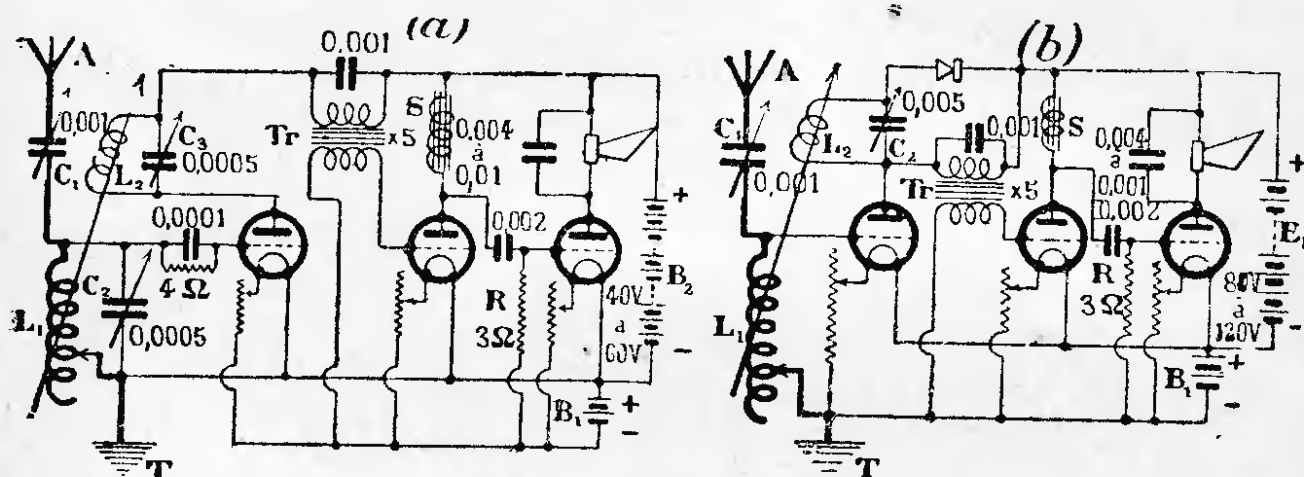 (a)
A
1
0,001
C₁
1
L₂
C₃
0,0005
0,001
Tr
x5
S
0,004
à
0,01
0,0001
4 Ω
C₂
0,0005
L₁
0,002
R
3Ω
40V
à
60V
B₂
+
-
B₁
+
-
T
(b)
A
C₁
0,001
L₂
0,005
C₂
0,001
Tr
x5
S
0,004
à
0,001
0,002
R
3Ω
L₁
+
80V
à
120V
-
B₁
+
-
T